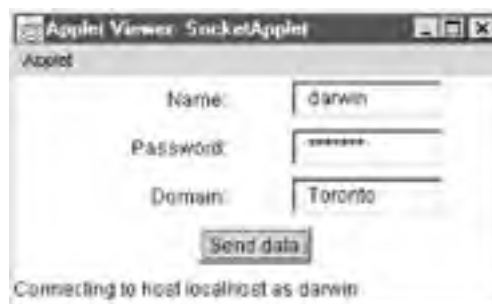 Applet Viewer: SocketApplet
Applet
Name: darwin
Password: *******
Domain: Toronto
Send data
Connecting to host localhost as darwin